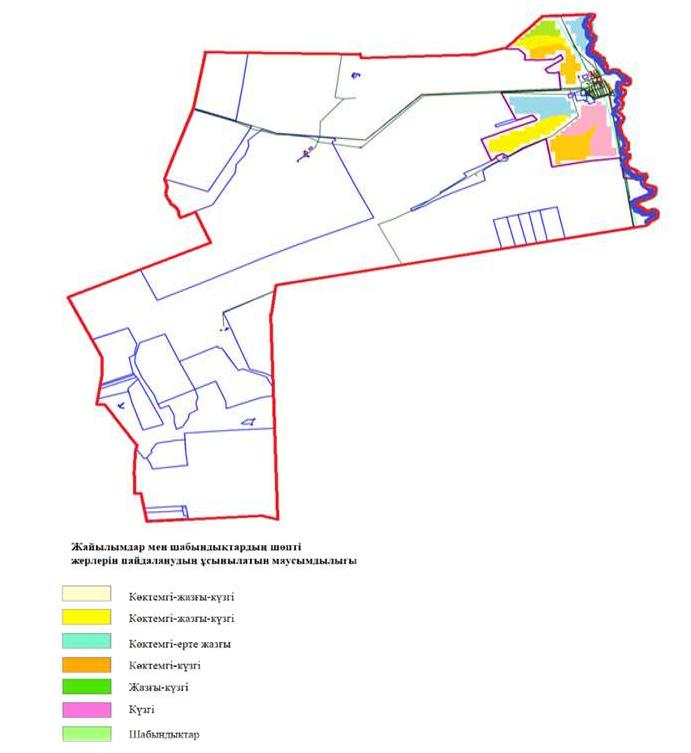 Жайылымдар мен шабындықтардың шөпті
жерлерін пайдаланудың ұсынылатын маусымдылығы
Көктемгі-жазғы-күзгі
Көктемгі-жазғы-күзгі
Көктемгі-ерте жазғы
Көктемгі-күзгі
Жазғы-күзгі
Күзгі
Шабындықтар